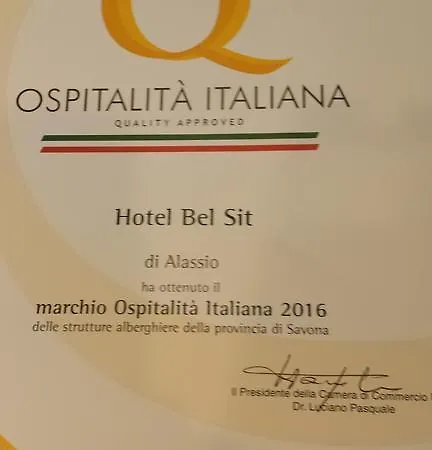 OSPITALITÀ ITALIANA
QUALITY APPROVED
Hotel Bel Sit
di Alassio
ha ottenuto il
marchio Ospitalità Italiana 2016
delle strutture alberghiere della provincia di Savona
Il Presidente della Camera di Commercio
Dr. Luciano Pasquale